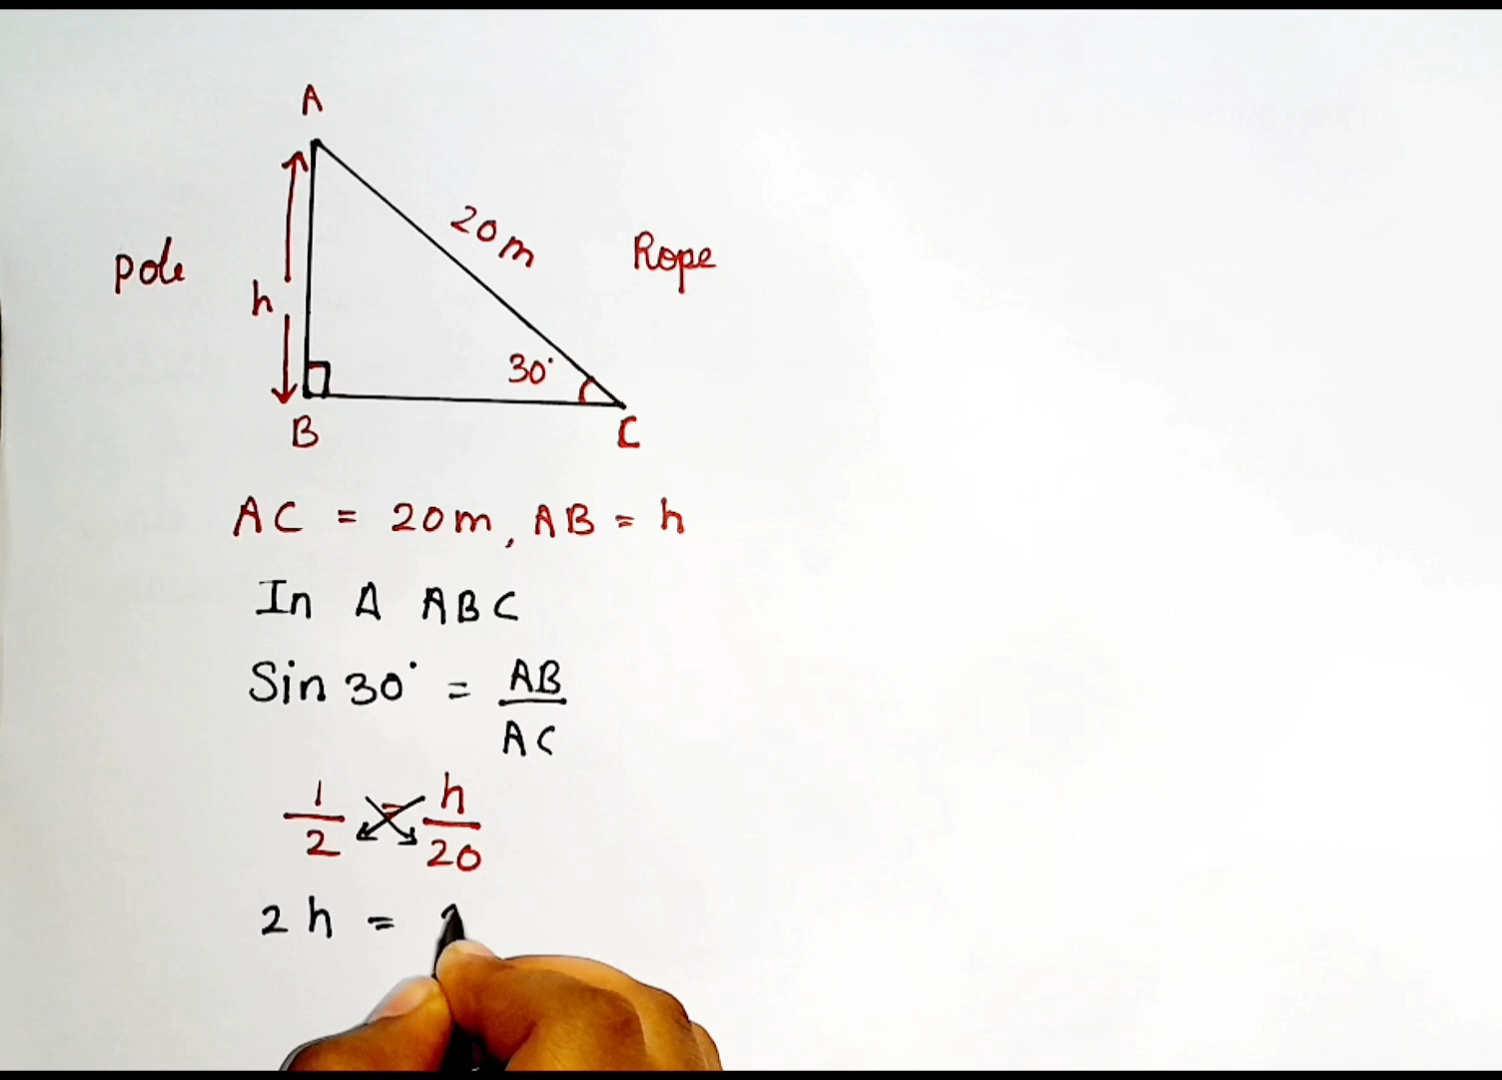 A
20m
pole
Rope
h
30°
B
C
AC = 20m, AB = h
In Δ ABC
Sin 30° = AB/AC
1/2 = h/20
2h =